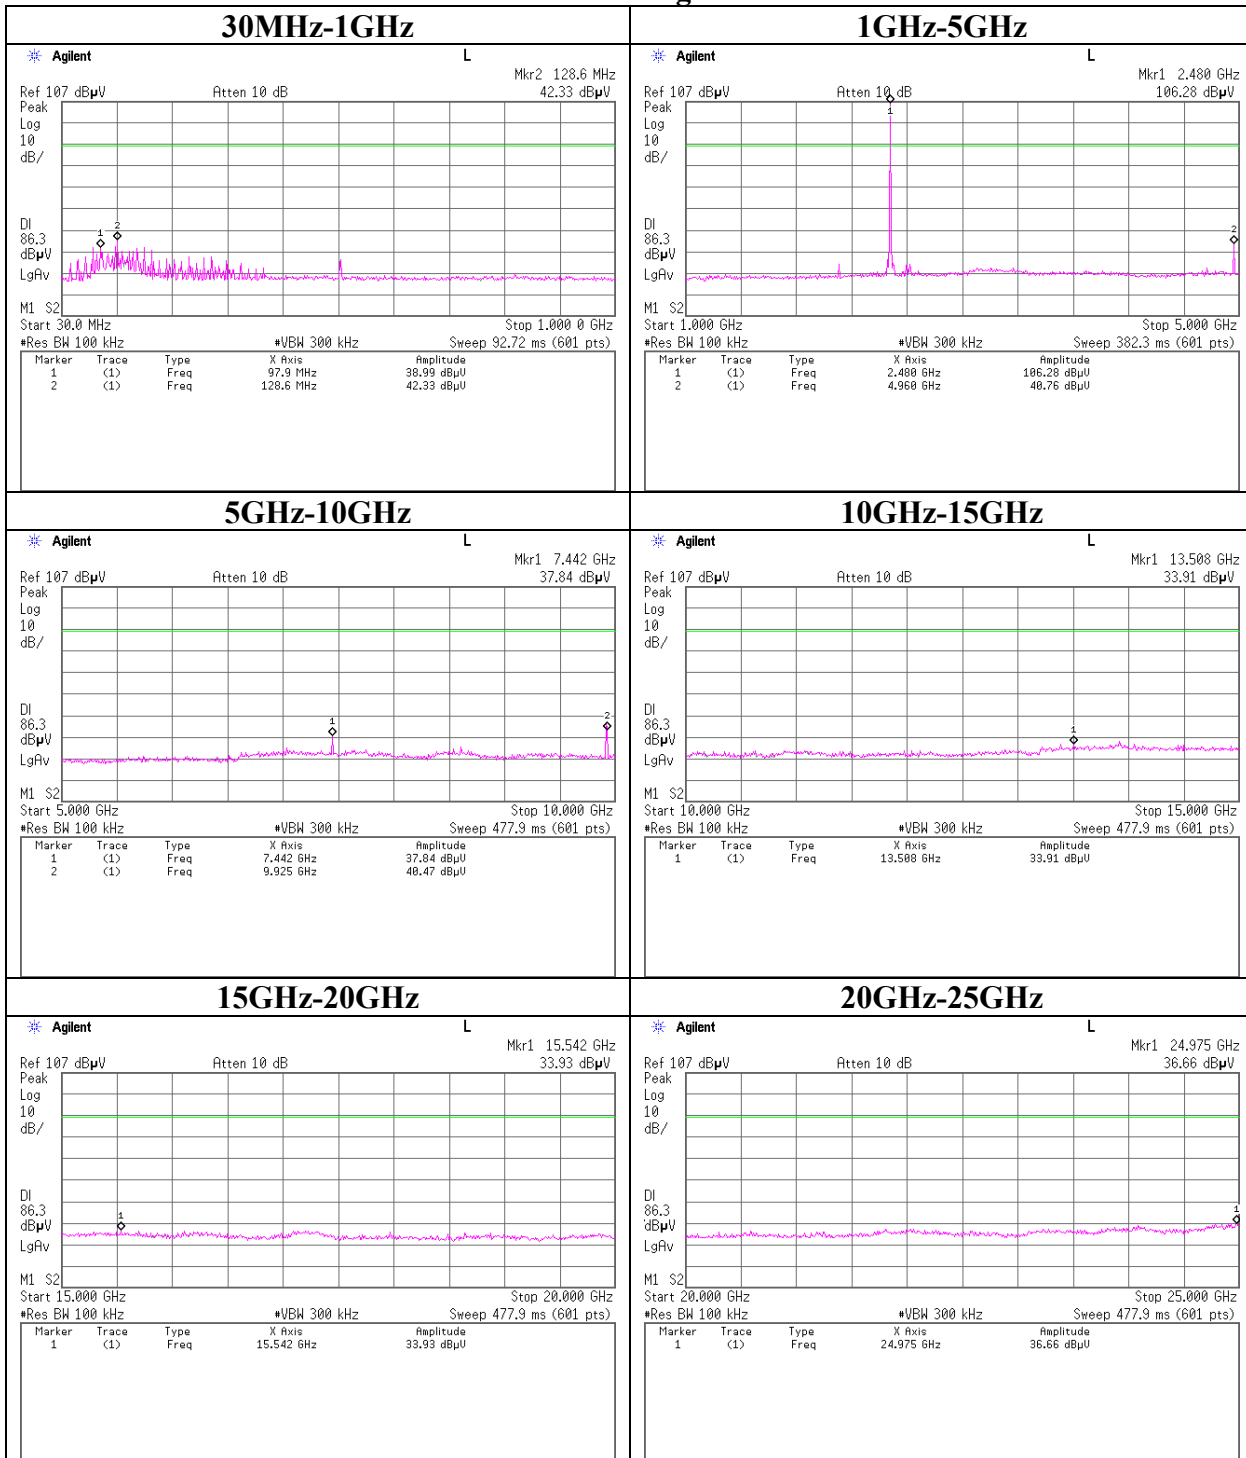 30MHz-1GHz
1GHz-5GHz
Agilent
L
Mkr2 128.6 MHz
Ref 107 dBµV
Atten 10 dB
42.33 dBµV
Peak
Log
10
dB/
1
2
DI
86.3
dBµV
LgAv
M1 S2
Start 30.0 MHz
Stop 1.000 0 GHz
#Res BW 100 kHz
#VBW 300 kHz
Sweep 92.72 ms (601 pts)
Marker Trace Type X Axis Amplitude
1 (1) Freq 97.9 MHz 38.99 dBµV
2 (1) Freq 128.6 MHz 42.33 dBµV
Agilent
L
Mkr1 2.480 GHz
Ref 107 dBµV
Atten 10 dB
106.28 dBµV
Peak
Log
10
dB/
1
2
DI
86.3
dBµV
LgAv
M1 S2
Start 1.000 GHz
Stop 5.000 GHz
#Res BW 100 kHz
#VBW 300 kHz
Sweep 382.3 ms (601 pts)
Marker Trace Type X Axis Amplitude
1 (1) Freq 2.480 GHz 106.28 dBµV
2 (1) Freq 4.960 GHz 40.76 dBµV
5GHz-10GHz
10GHz-15GHz
Agilent
L
Mkr1 7.442 GHz
Ref 107 dBµV
Atten 10 dB
37.84 dBµV
Peak
Log
10
dB/
1
2
DI
86.3
dBµV
LgAv
M1 S2
Start 5.000 GHz
Stop 10.000 GHz
#Res BW 100 kHz
#VBW 300 kHz
Sweep 477.9 ms (601 pts)
Marker Trace Type X Axis Amplitude
1 (1) Freq 7.442 GHz 37.84 dBµV
2 (1) Freq 9.925 GHz 40.47 dBµV
Agilent
L
Mkr1 13.508 GHz
Ref 107 dBµV
Atten 10 dB
33.91 dBµV
Peak
Log
10
dB/
1
DI
86.3
dBµV
LgAv
M1 S2
Start 10.000 GHz
Stop 15.000 GHz
#Res BW 100 kHz
#VBW 300 kHz
Sweep 477.9 ms (601 pts)
Marker Trace Type X Axis Amplitude
1 (1) Freq 13.508 GHz 33.91 dBµV
15GHz-20GHz
20GHz-25GHz
Agilent
L
Mkr1 15.542 GHz
Ref 107 dBµV
Atten 10 dB
33.93 dBµV
Peak
Log
10
dB/
1
DI
86.3
dBµV
LgAv
M1 S2
Start 15.000 GHz
Stop 20.000 GHz
#Res BW 100 kHz
#VBW 300 kHz
Sweep 477.9 ms (601 pts)
Marker Trace Type X Axis Amplitude
1 (1) Freq 15.542 GHz 33.93 dBµV
Agilent
L
Mkr1 24.975 GHz
Ref 107 dBµV
Atten 10 dB
36.66 dBµV
Peak
Log
10
dB/
1
DI
86.3
dBµV
LgAv
M1 S2
Start 20.000 GHz
Stop 25.000 GHz
#Res BW 100 kHz
#VBW 300 kHz
Sweep 477.9 ms (601 pts)
Marker Trace Type X Axis Amplitude
1 (1) Freq 24.975 GHz 36.66 dBµV